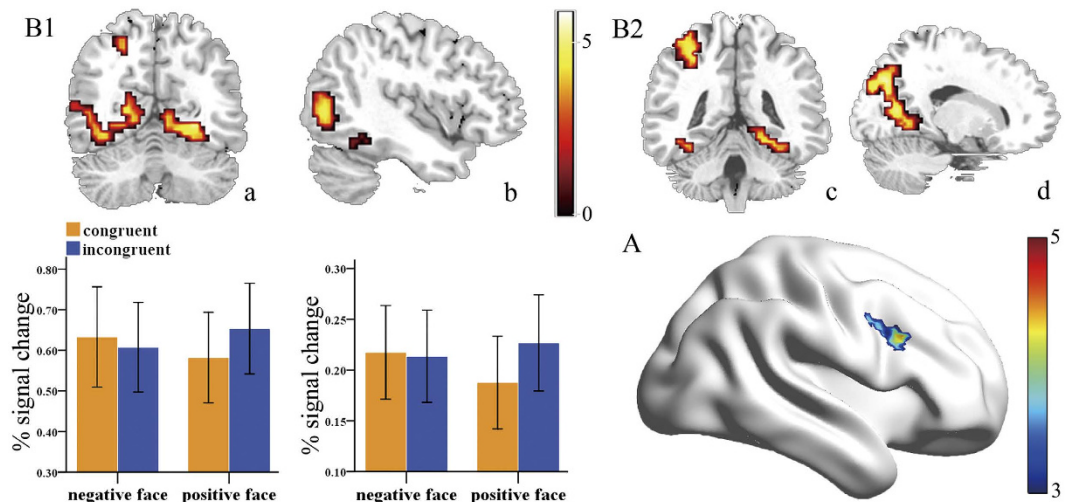 B1
a
b
5
0
B2
c
d
congruent
incongruent
% signal change
0.80
0.70
0.60
0.50
0.40
0.30
negative face positive face
% signal change
0.30
0.25
0.20
0.15
0.10
negative face positive face
A
5
3